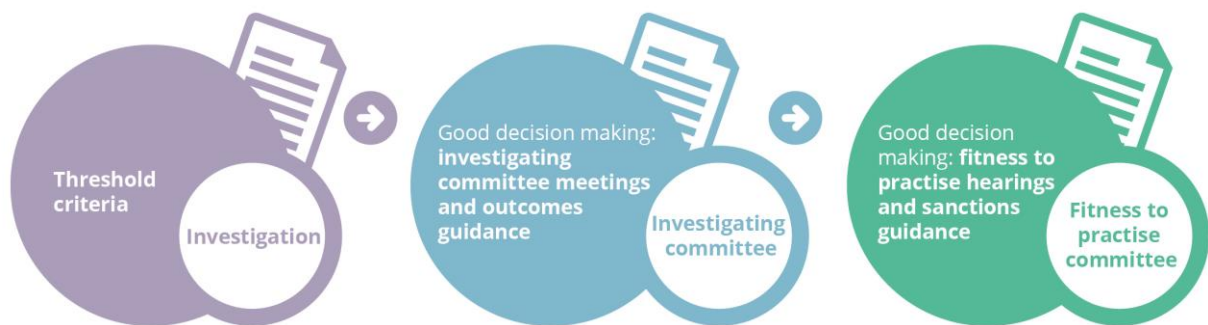 Threshold
criteria
Investigation
Good decision making:
investigating
committee meetings
and outcomes
guidance
Investigating
committee
Good decision
making: fitness to
practise hearings
and sanctions
guidance
Fitness to
practise
committee